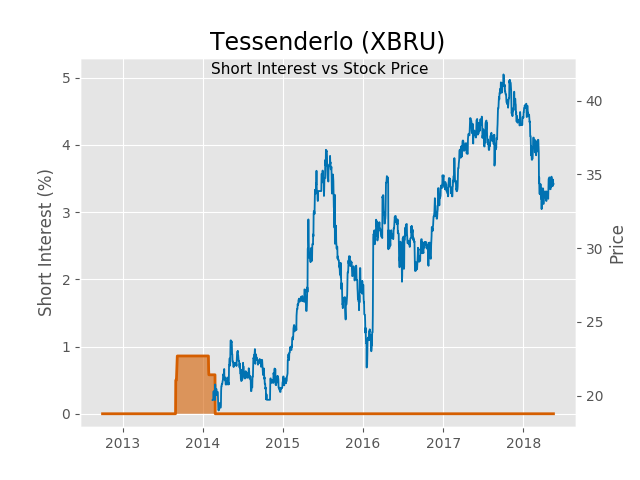 Tessenderlo (XBRU)
Short Interest vs Stock Price
5
4
3
2
1
0
Short Interest (%)
40
35
30
25
20
Price
2013 2014 2015 2016 2017 2018